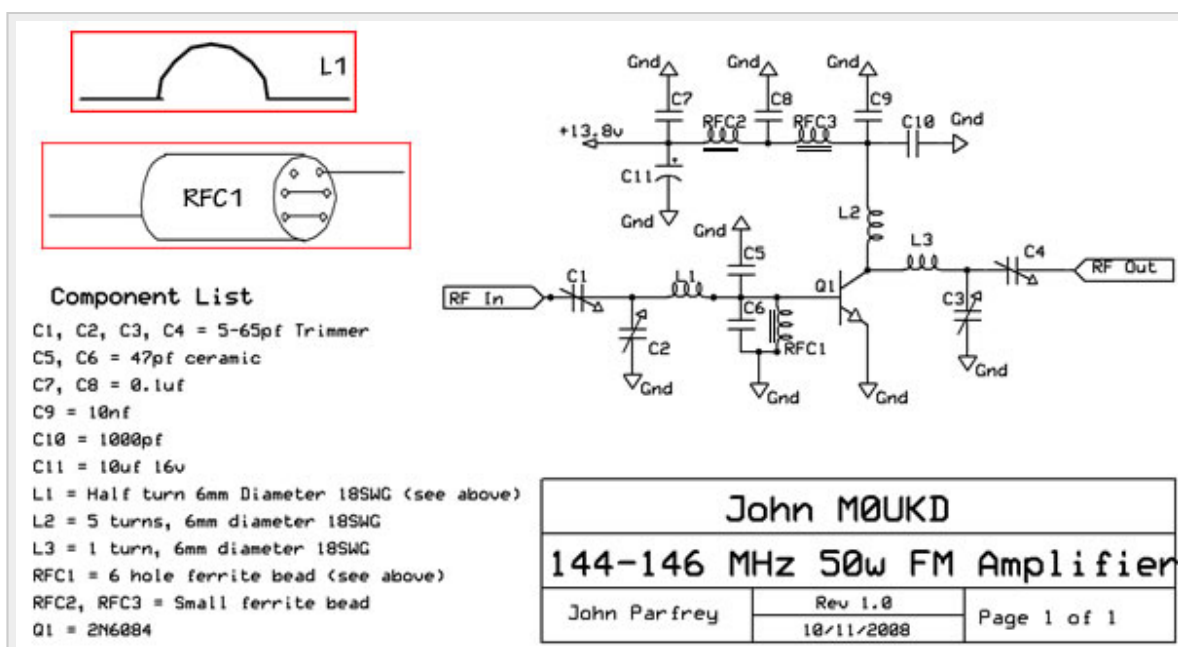 L1
RFC1
Component List
C1, C2, C3, C4 = 5-65pf Trimmer
C5, C6 = 47pf ceramic
C7, C8 = 0.1uf
C9 = 10nf
C10 = 1000pf
C11 = 10uf 16v
L1 = Half turn 6mm Diameter 18SWG (see above)
L2 = 5 turns, 6mm diameter 18SWG
L3 = 1 turn, 6mm diameter 18SWG
RFC1 = 6 hole ferrite bead (see above)
RFC2, RFC3 = Small ferrite bead
Q1 = 2N6084
Gnd
Gnd
Gnd
C7
C8
C9
+13.8v
RFC2
RFC3
C10
Gnd
C11
+
Gnd
L2
Gnd
C5
L3
C4
RF In
C1
L1
Q1
RF Out
C2
C6
RFC1
C3
Gnd
Gnd
Gnd
Gnd
John M0UKD
144-146 MHz 50w FM Amplifier
John Parfrey
Rev 1.0
10/11/2008
Page 1 of 1